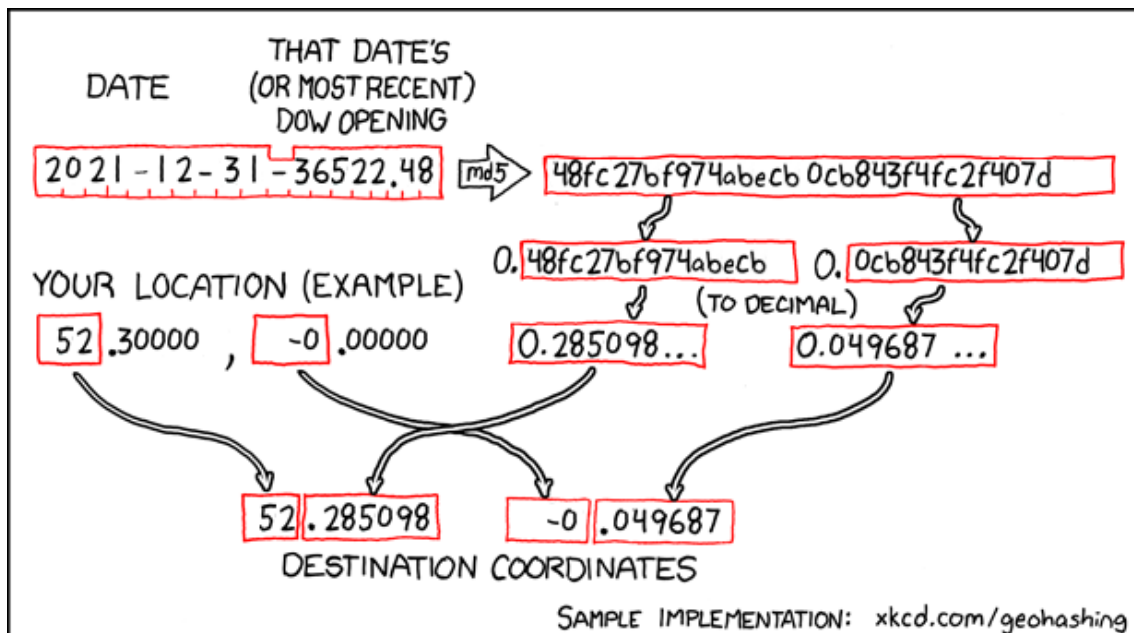 THAT DATE'S
DATE (OR MOST RECENT)
DOW OPENING
2021-12-31-36522.48 md5 48fc27bf974abecb0cb843f4fc2f407d
0.48fc27bf974abecb 0.0cb843f4fc2f407d
YOUR LOCATION (EXAMPLE) (TO DECIMAL)
52.30000, -0.00000 0.285098... 0.049687...
52.285098 -0.049687
DESTINATION COORDINATES
SAMPLE IMPLEMENTATION: xkcd.com/geohashing